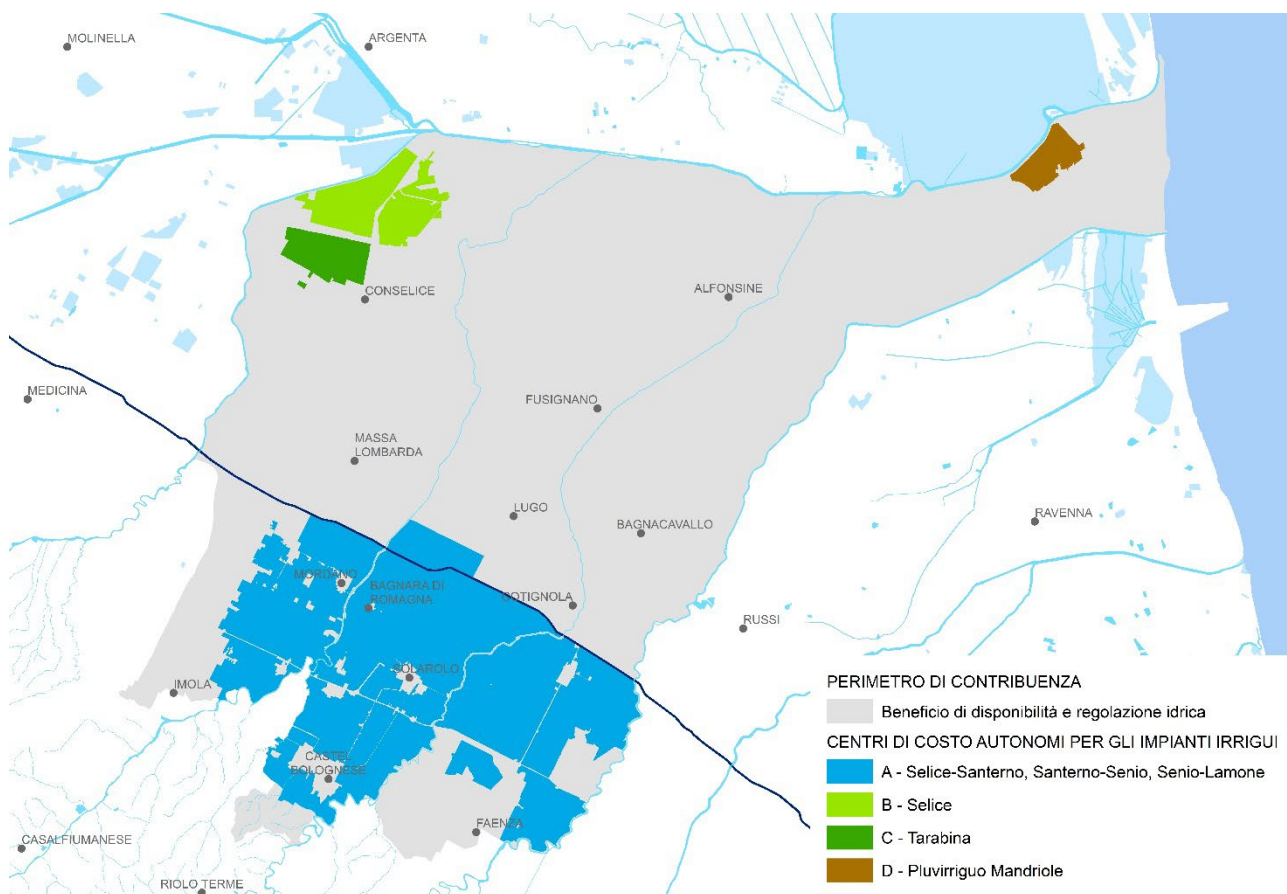 MOLINELLA
ARGENTA
CONSELICE
ALFONSINE
MEDICINA
FUSIGNANO
MASSA
LOMBARDA
LUGO
BAGNACAVALLO
RAVENNA
MORDANO
BAGNARA DI
ROMAGNA
COTIGNOLA
RUSSI
SOLAROLO
IMOLA
CASTEL
BOLOGNESE
FAENZA
CASALFIUMANESE
RIOLO TERME
PERIMETRO DI CONTRIBUENZA
Beneficio di disponibilità e regolazione idrica
CENTRI DI COSTO AUTONOMI PER GLI IMPIANTI IRRIGUI
A - Selice-Santerno, Santerno-Senio, Senio-Lamone
B - Selice
C - Tarabina
D - Pluvirriguo Mandriole